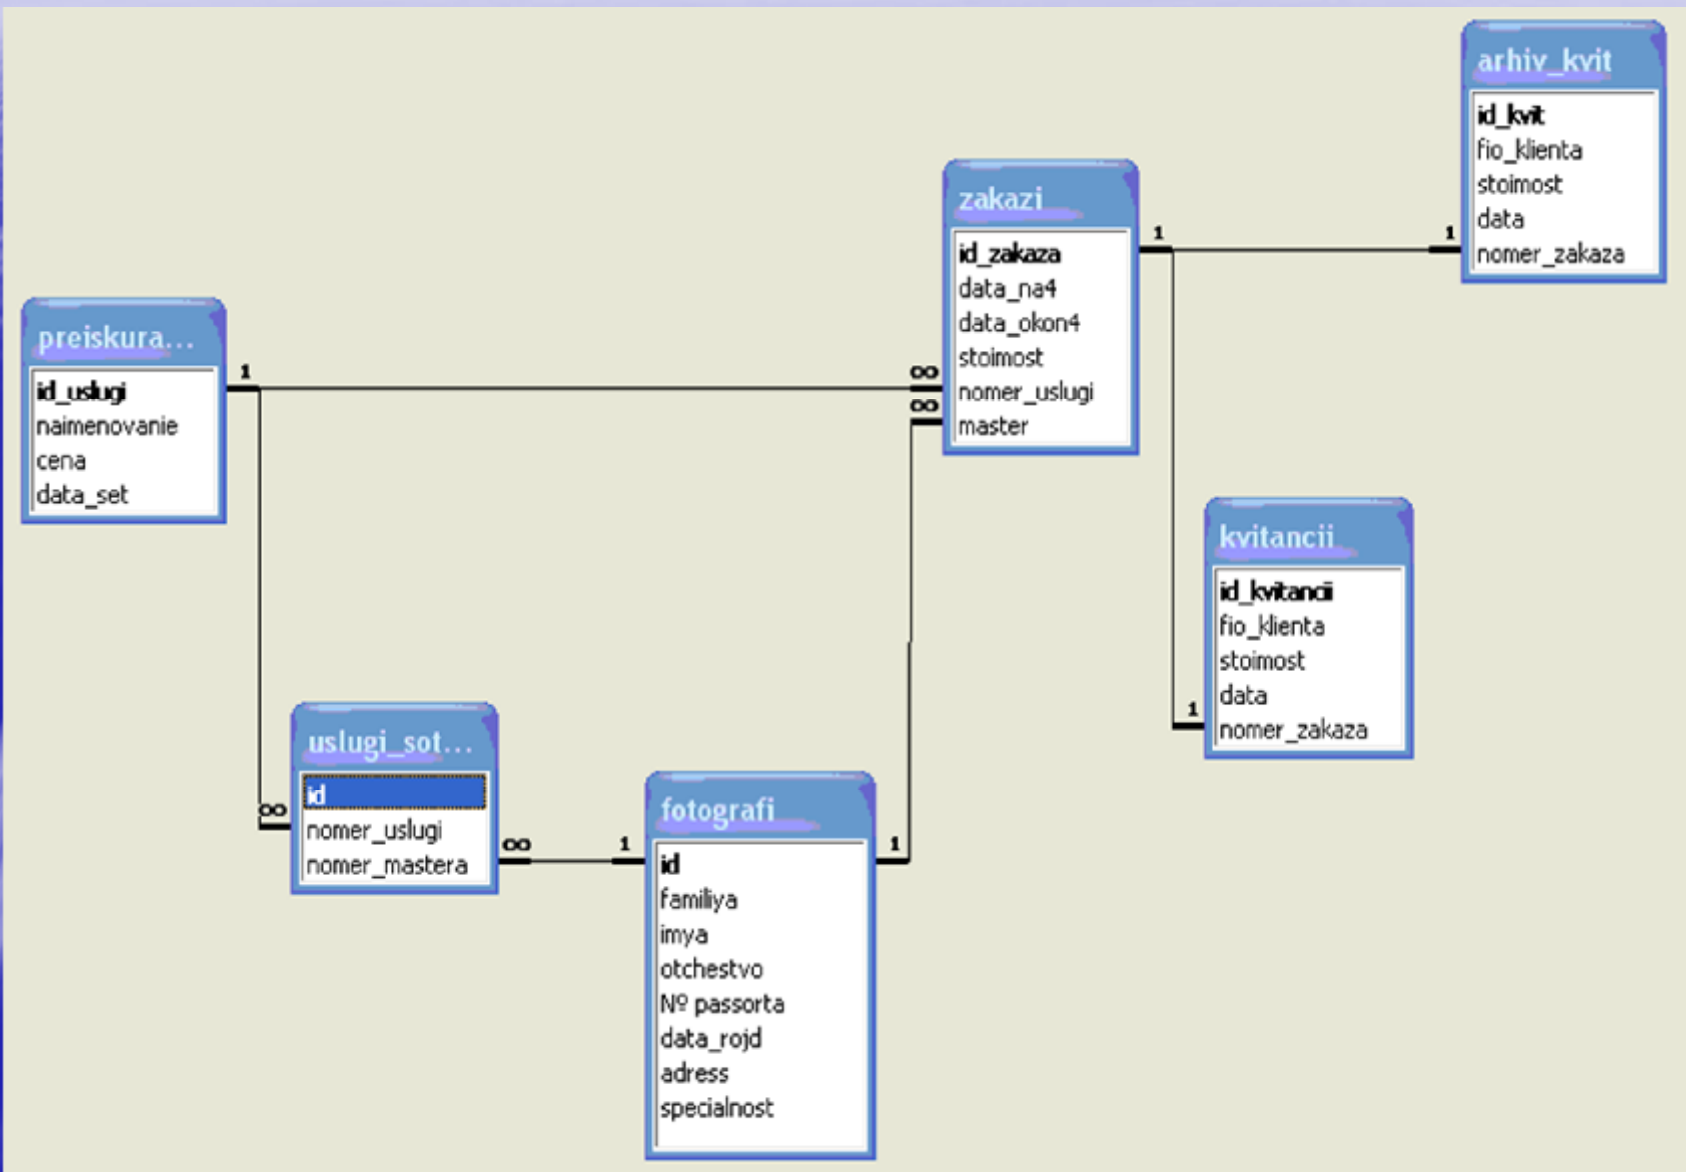 arhiv_kvit
id_kvit
fio_klienta
stoimost
data
nomer_zakaza
zakazi
id_zakaza
data_na4
data_okon4
stoimost
nomer_uslugi
master
1
1
preiskura...
id_uslugi
naimenovanie
cena
data_set
1
∞
∞
kvitancii
id_kvitancii
fio_klienta
stoimost
data
nomer_zakaza
1
uslugi_sot...
id
nomer_uslugi
nomer_mastera
∞
∞
1
1
fotografi
id
familiya
imya
otchestvo
Nº passorta
data_rojd
adress
specialnost